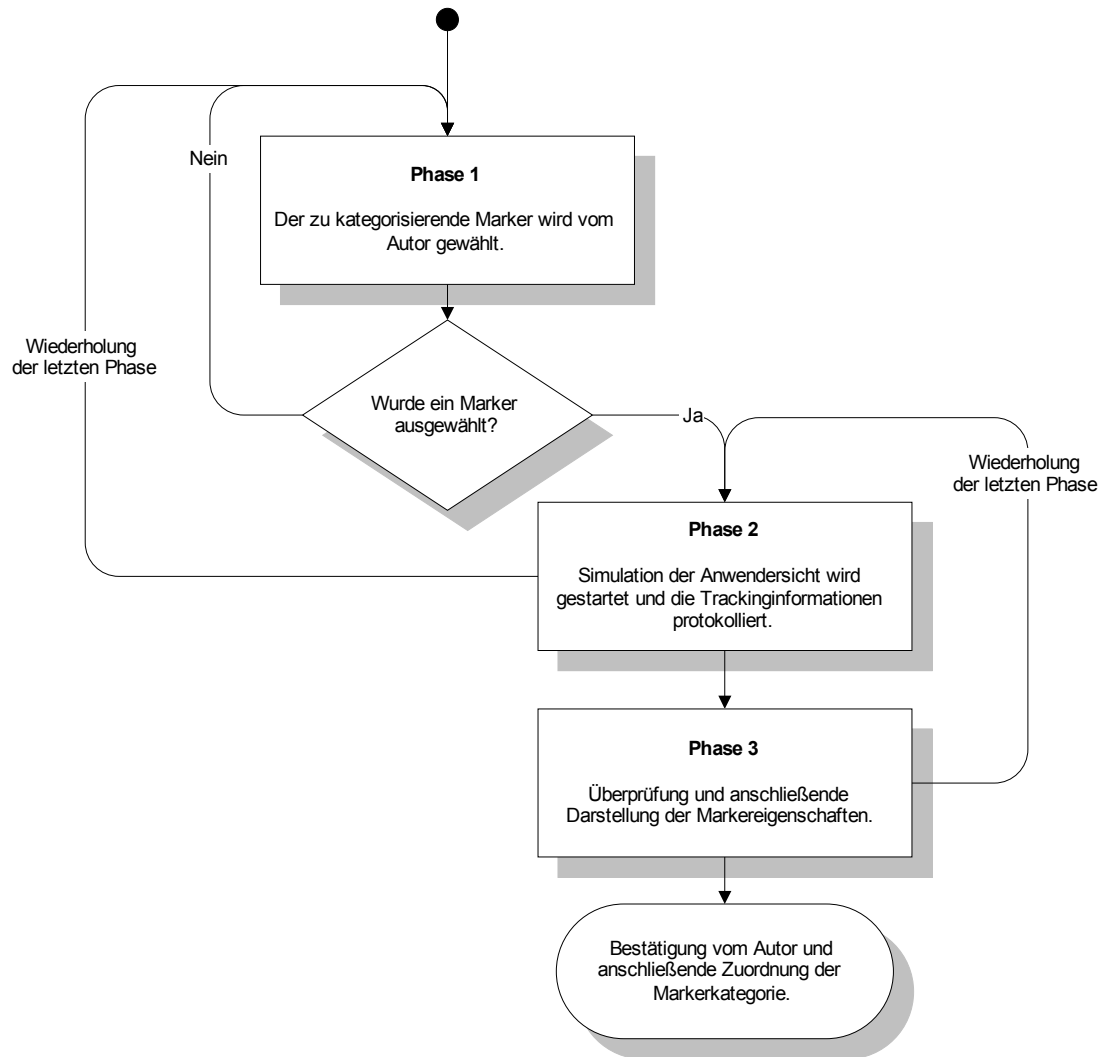 Nein
Phase 1
Der zu kategorisierende Marker wird vom
Autor gewählt.
Wiederholung
der letzten Phase
Wurde ein Marker
ausgewählt?
Ja
Wiederholung
der letzten Phase
Phase 2
Simulation der Anwendersicht wird
gestartet und die Trackinginformationen
protokolliert.
Phase 3
Überprüfung und anschließende
Darstellung der Markereigenschaften.
Bestätigung vom Autor und
anschließende Zuordnung der
Markerkategorie.